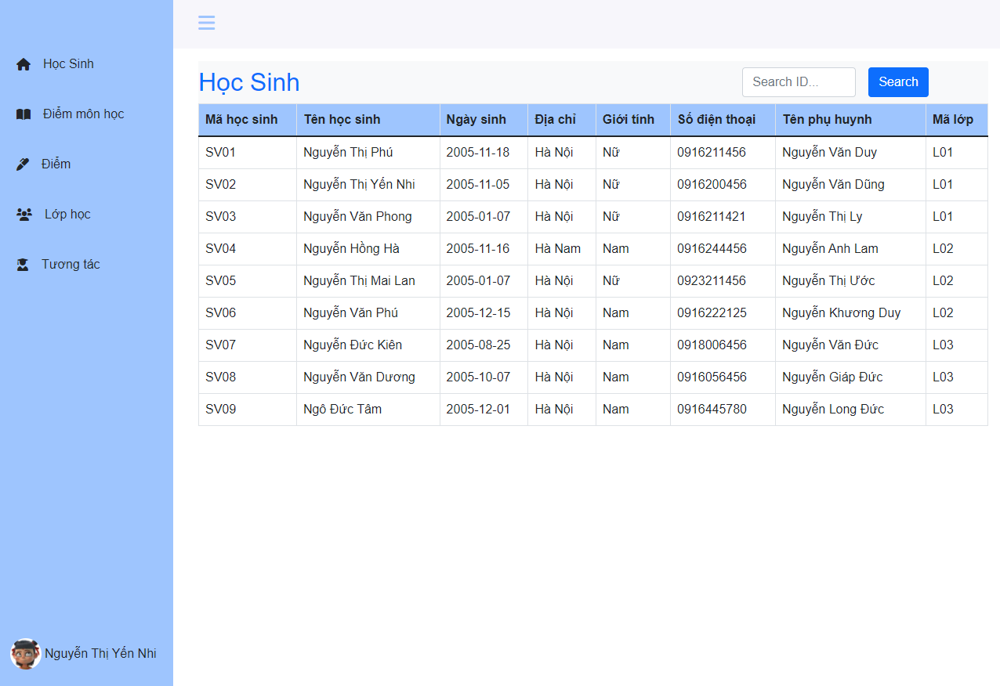 Học Sinh
Điểm môn học
Điểm
Lớp học
Tương tác
Nguyễn Thị Yến Nhi
Học Sinh Search ID... Search
Mã học sinh Tên học sinh Ngày sinh Địa chỉ Giới tính Số điện thoại Tên phụ huynh Mã lớp
SV01 Nguyễn Thị Phú 2005-11-18 Hà Nội Nữ 0916211456 Nguyễn Văn Duy L01
SV02 Nguyễn Thị Yến Nhi 2005-11-05 Hà Nội Nữ 0916200456 Nguyễn Văn Dũng L01
SV03 Nguyễn Văn Phong 2005-01-07 Hà Nội Nữ 0916211421 Nguyễn Thị Ly L01
SV04 Nguyễn Hồng Hà 2005-11-16 Hà Nam Nam 0916244456 Nguyễn Anh Lam L02
SV05 Nguyễn Thị Mai Lan 2005-01-07 Hà Nội Nữ 0923211456 Nguyễn Thị Ước L02
SV06 Nguyễn Văn Phú 2005-12-15 Hà Nội Nam 0916222125 Nguyễn Khương Duy L02
SV07 Nguyễn Đức Kiên 2005-08-25 Hà Nội Nam 0918006456 Nguyễn Văn Đức L03
SV08 Nguyễn Văn Dương 2005-10-07 Hà Nội Nam 0916056456 Nguyễn Giáp Đức L03
SV09 Ngô Đức Tâm 2005-12-01 Hà Nội Nam 0916445780 Nguyễn Long Đức L03